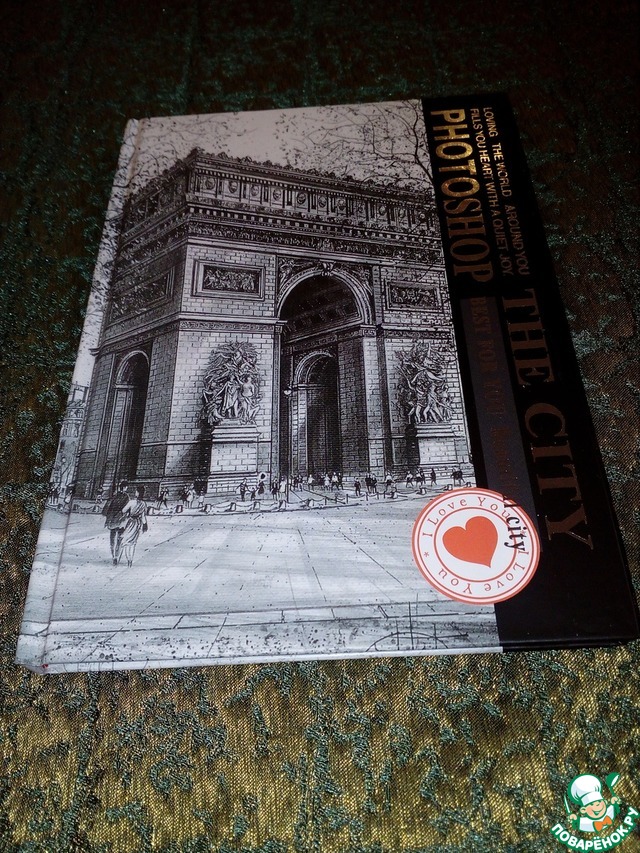 LOVING THE WORLD AROUND YOU
FILLS YOU HEART WITH A QUIET JOY
PHOTOSHOP
THE CITY
city
I Love You
* I Love You *
ПОВАРЁНОК.РУ